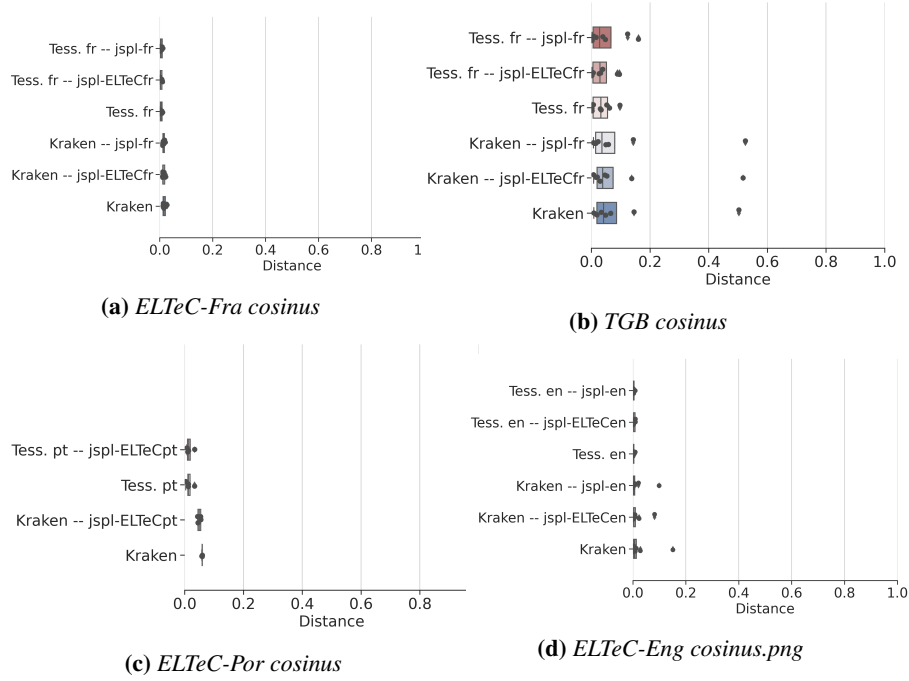 Tess. fr -- jspl-fr
Tess. fr -- jspl-ELTeCfr
Tess. fr
Kraken -- jspl-fr
Kraken -- jspl-ELTeCfr
Kraken
0.0 0.2 0.4 0.6 0.8 1
Distance
(a) ELTeC-Fra cosinus
Tess. fr -- jspl-fr
Tess. fr -- jspl-ELTeCfr
Tess. fr
Kraken -- jspl-fr
Kraken -- jspl-ELTeCfr
Kraken
0.0 0.2 0.4 0.6 0.8 1.0
Distance
(b) TGB cosinus
Tess. pt -- jspl-ELTeCpt
Tess. pt
Kraken -- jspl-ELTeCpt
Kraken
0.0 0.2 0.4 0.6 0.8
Distance
(c) ELTeC-Por cosinus
Tess. en -- jspl-en
Tess. en -- jspl-ELTeCen
Tess. en
Kraken -- jspl-en
Kraken -- jspl-ELTeCen
Kraken
0.0 0.2 0.4 0.6 0.8 1.0
Distance
(d) ELTeC-Eng cosinus.png